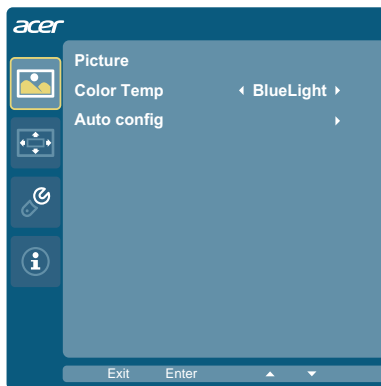 acer
Picture
Color Temp BlueLight
Auto config
Exit Enter